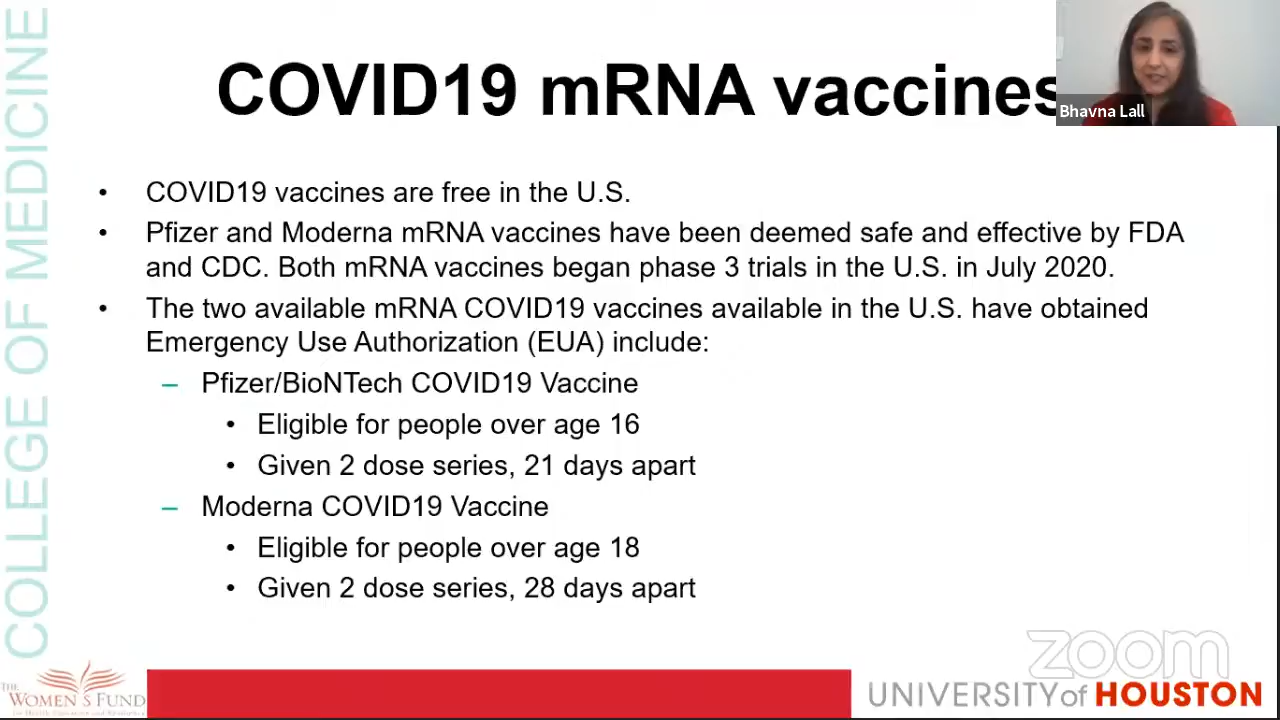 COLLEGE OF MEDICINE
COVID19 mRNA vaccines
Bhavna Lall
• COVID19 vaccines are free in the U.S.
• Pfizer and Moderna mRNA vaccines have been deemed safe and effective by FDA
and CDC. Both mRNA vaccines began phase 3 trials in the U.S. in July 2020.
• The two available mRNA COVID19 vaccines available in the U.S. have obtained
Emergency Use Authorization (EUA) include:
– Pfizer/BioNTech COVID19 Vaccine
• Eligible for people over age 16
• Given 2 dose series, 21 days apart
– Moderna COVID19 Vaccine
• Eligible for people over age 18
• Given 2 dose series, 28 days apart
zoom
THE
WOMEN'S FUND
UNIVERSITY of HOUSTON